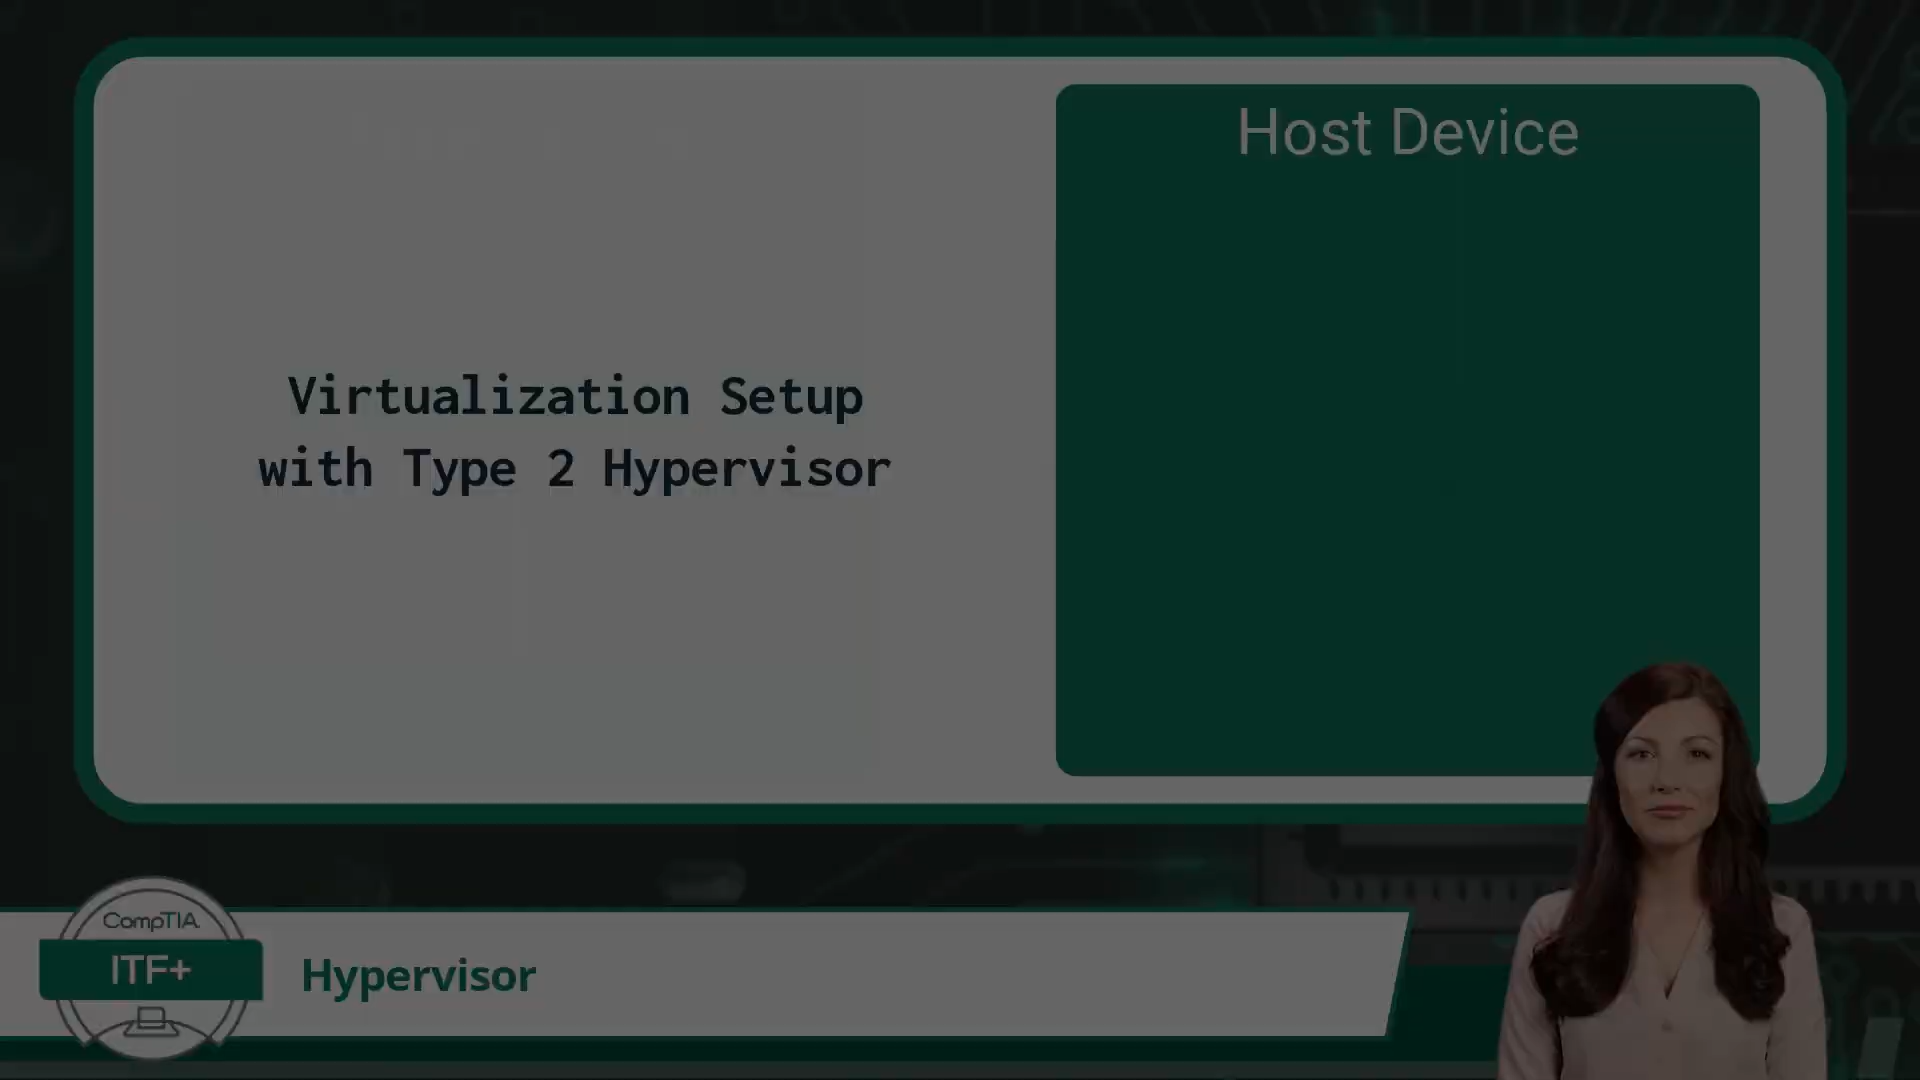 Host Device
Virtualization Setup
with Type 2 Hypervisor
CompTIA
ITF+
Hypervisor